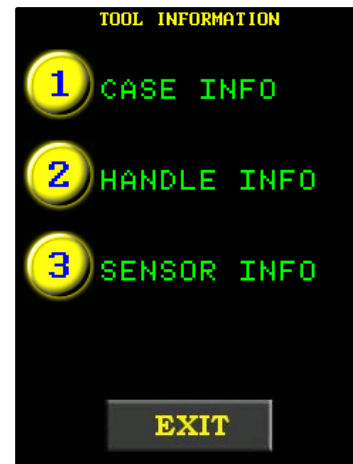 TOOL INFORMATION
1 CASE INFO
2 HANDLE INFO
3 SENSOR INFO
EXIT